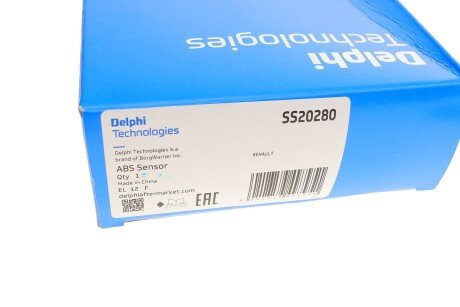 Delphi
Technologies
Delphi
Technologies
SS20280
Delphi Technologies is a
brand of BorgWarner Inc
RENAULT
ABS Sensor
Qty 1
Made in China
EL 12 F
delphiaftermarket.com
EAC